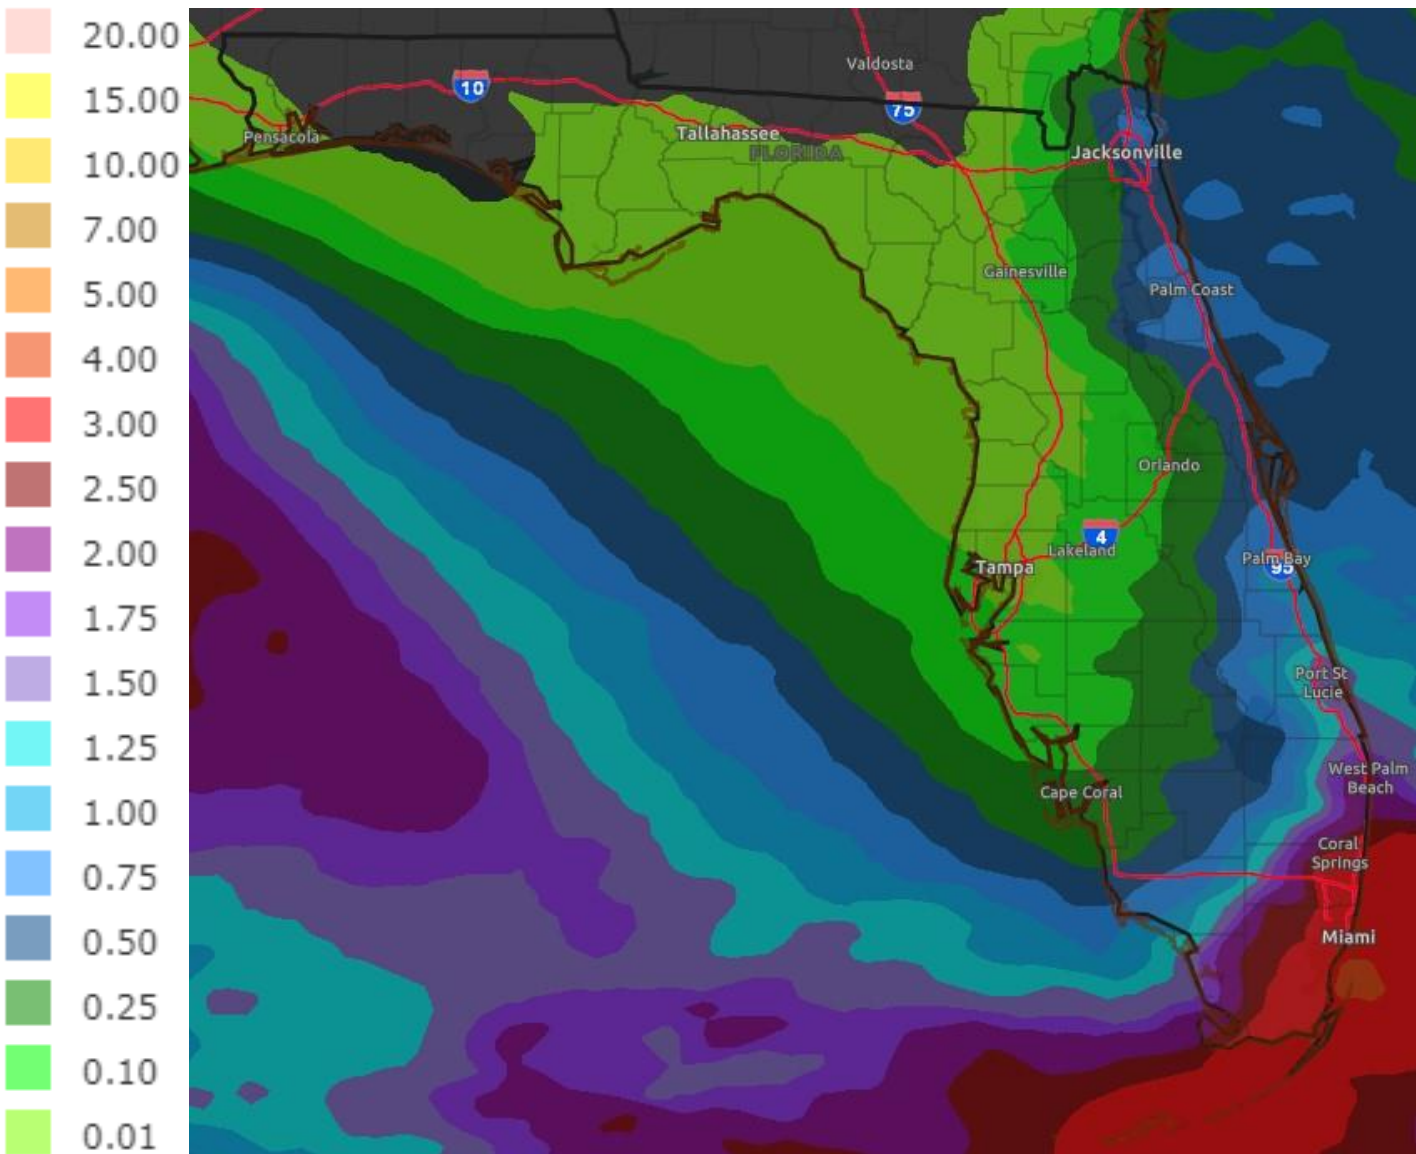 20.00
15.00
10.00
7.00
5.00
4.00
3.00
2.50
2.00
1.75
1.50
1.25
1.00
0.75
0.50
0.25
0.10
0.01
Valdosta
10
75
Pensacola
Tallahassee
FLORIDA
Jacksonville
Gainesville
Palm Coast
Orlando
4
Lakeland
Tampa
Palm Bay
95
Port St
Lucie
West Palm
Beach
Cape Coral
Coral
Springs
Miami